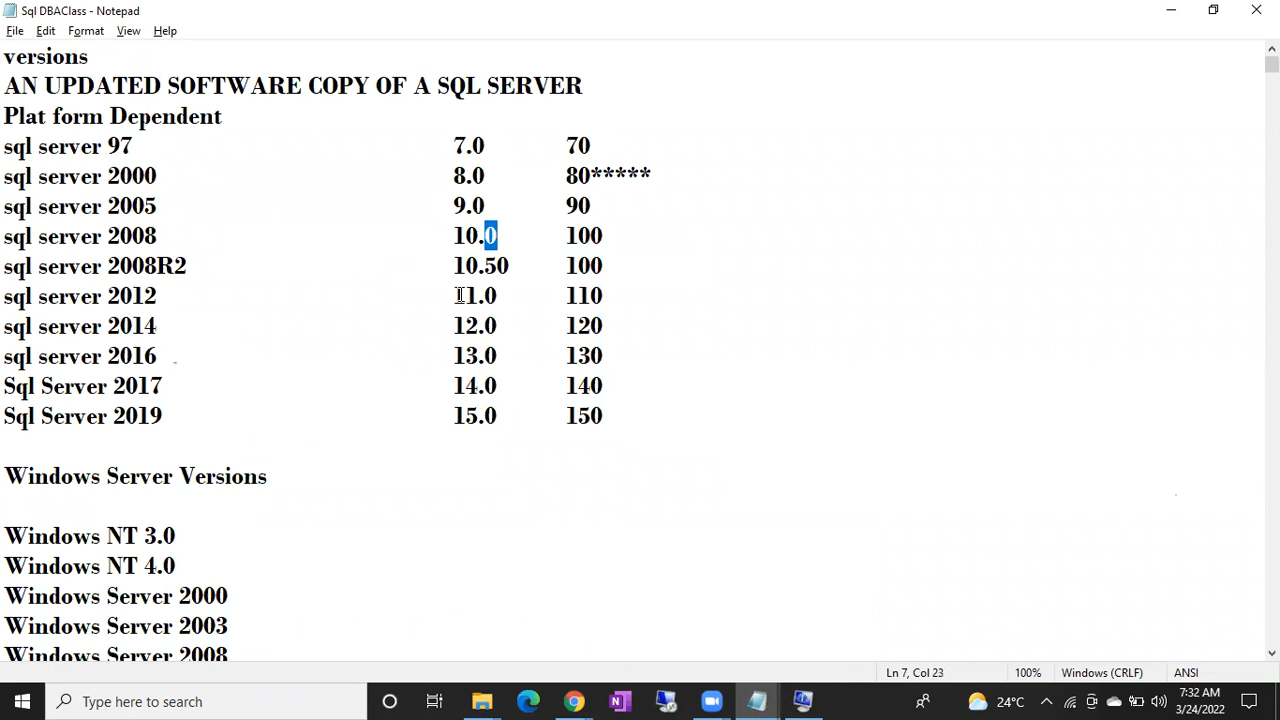 Sql DBAClass - Notepad
File Edit Format View Help
versions
AN UPDATED SOFTWARE COPY OF A SQL SERVER
Plat form Dependent
sql server 97 7.0 70
sql server 2000 8.0 80*****
sql server 2005 9.0 90
sql server 2008 10.0 100
sql server 2008R2 10.50 100
sql server 2012 11.0 110
sql server 2014 12.0 120
sql server 2016 13.0 130
Sql Server 2017 14.0 140
Sql Server 2019 15.0 150
Windows Server Versions
Windows NT 3.0
Windows NT 4.0
Windows Server 2000
Windows Server 2003
Windows Server 2008
Ln 7, Col 23 100% Windows (CRLF) ANSI
Type here to search 24°C 7:32 AM
3/24/2022